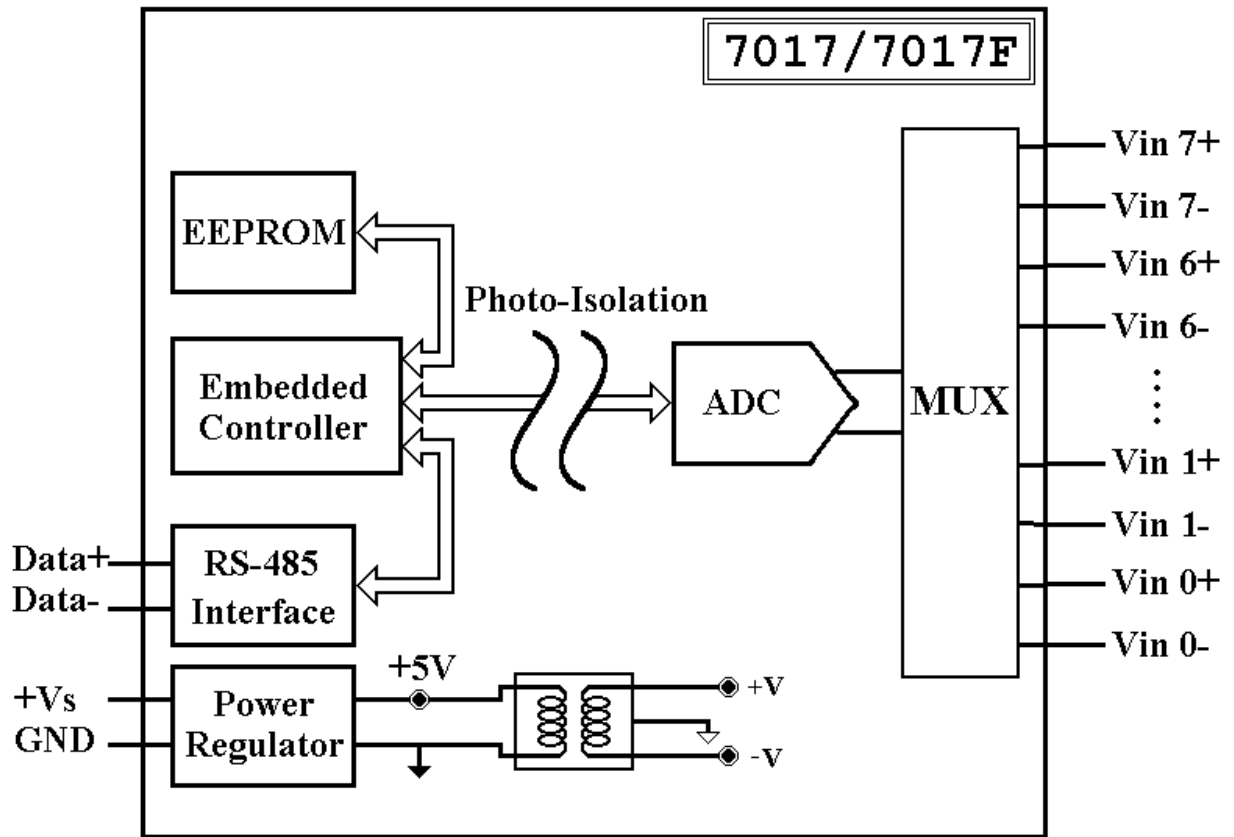 7017/7017F
EEPROM
Photo-Isolation
Embedded
Controller
ADC
MUX
RS-485
Interface
Data+
Data-
+Vs
GND
Power
Regulator
+5V
+V
-V
Vin 7+
Vin 7-
Vin 6+
Vin 6-
Vin 1+
Vin 1-
Vin 0+
Vin 0-